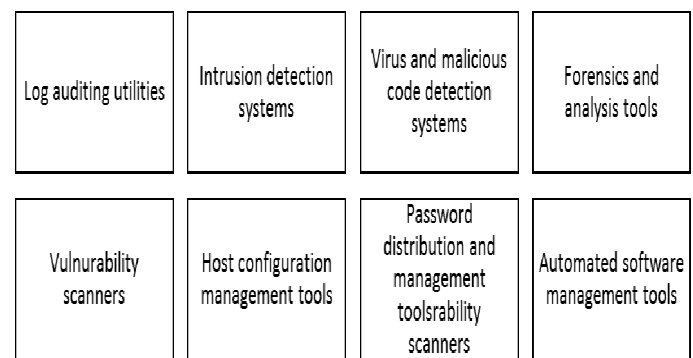 Log auditing utilities
Intrusion detection
systems
Virus and malicious
code detection
systems
Forensics and
analysis tools
Vulnurability
scanners
Host configuration
management tools
Password
distribution and
management
toolsrability
scanners
Automated software
management tools